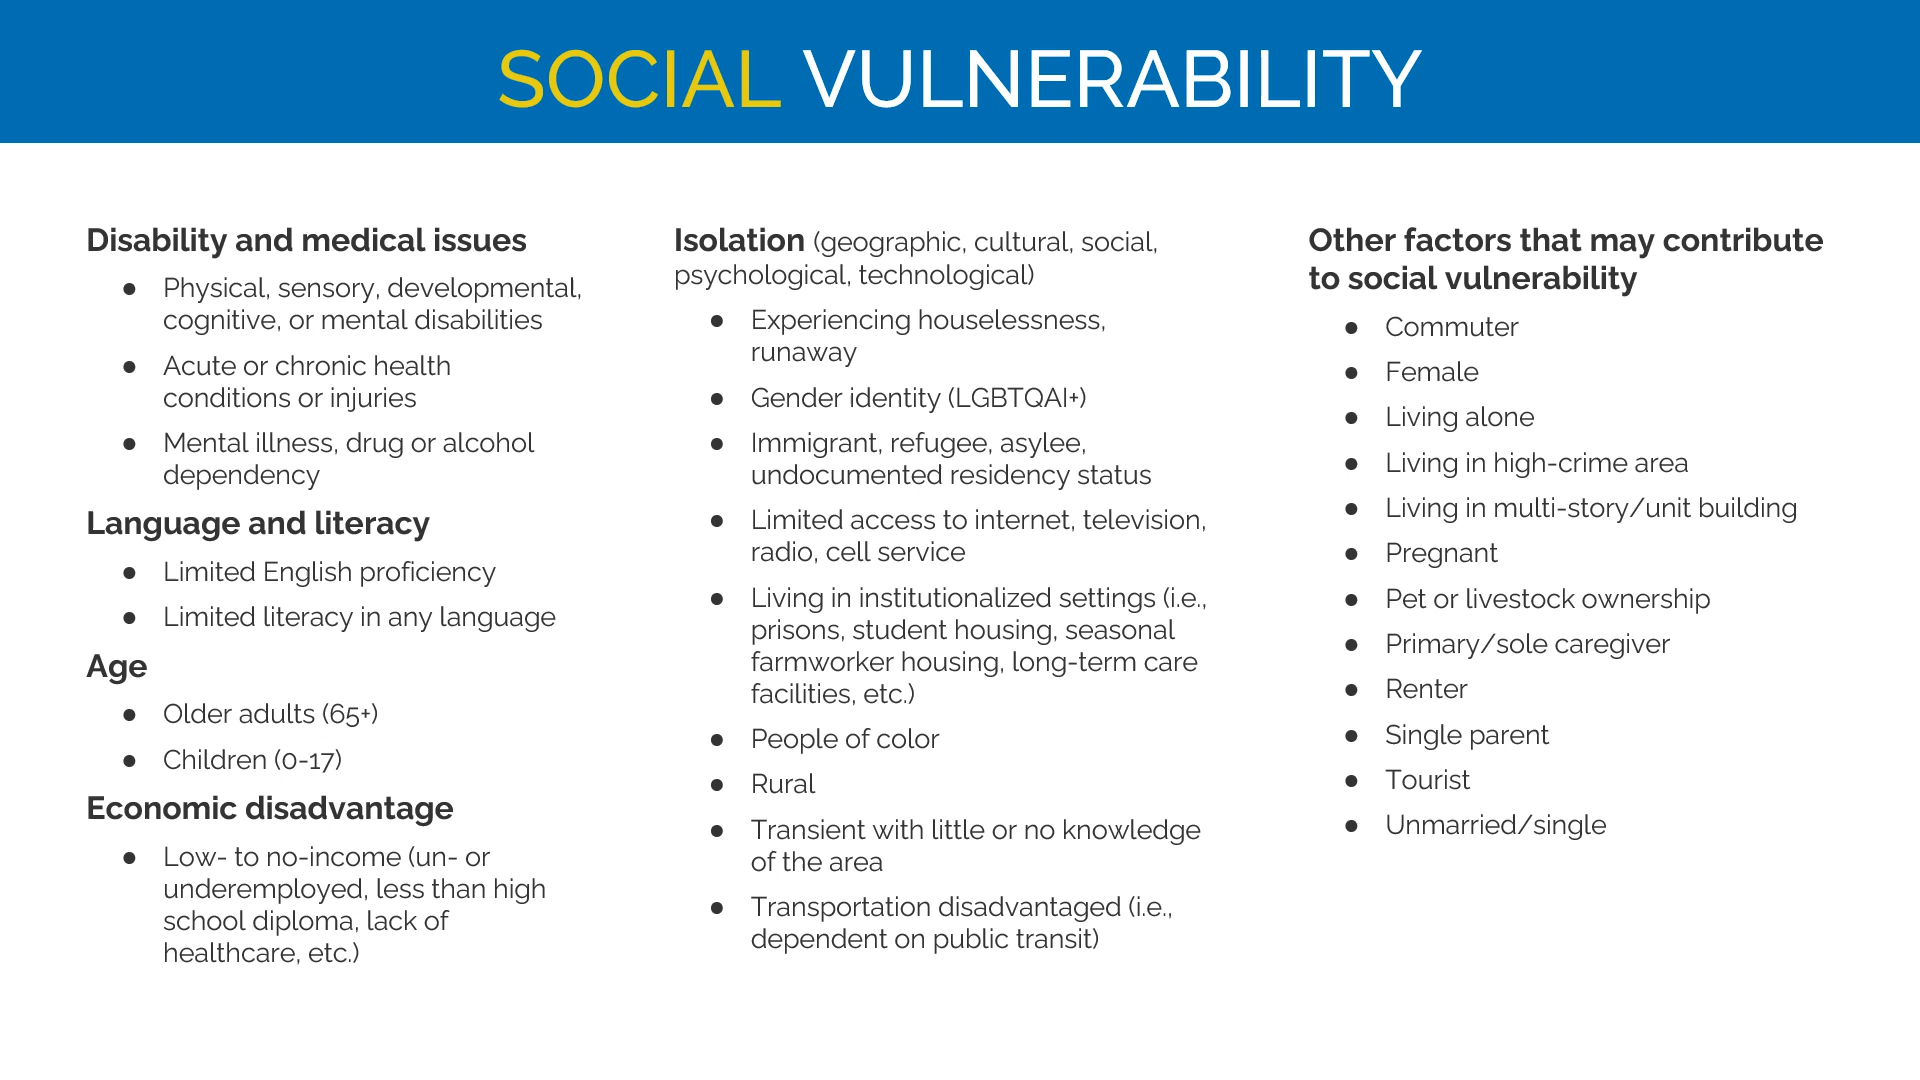 SOCIAL VULNERABILITY
Disability and medical issues
● Physical, sensory, developmental,
cognitive, or mental disabilities
● Acute or chronic health
conditions or injuries
● Mental illness, drug or alcohol
dependency
Language and literacy
● Limited English proficiency
● Limited literacy in any language
Age
● Older adults (65+)
● Children (0-17)
Economic disadvantage
● Low- to no-income (un- or
underemployed, less than high
school diploma, lack of
healthcare, etc.)
Isolation (geographic, cultural, social,
psychological, technological)
● Experiencing houselessness,
runaway
● Gender identity (LGBTQAI+)
● Immigrant, refugee, asylee,
undocumented residency status
● Limited access to internet, television,
radio, cell service
● Living in institutionalized settings (i.e.,
prisons, student housing, seasonal
farmworker housing, long-term care
facilities, etc.)
● People of color
● Rural
● Transient with little or no knowledge
of the area
● Transportation disadvantaged (i.e.,
dependent on public transit)
Other factors that may contribute
to social vulnerability
● Commuter
● Female
● Living alone
● Living in high-crime area
● Living in multi-story/unit building
● Pregnant
● Pet or livestock ownership
● Primary/sole caregiver
● Renter
● Single parent
● Tourist
● Unmarried/single